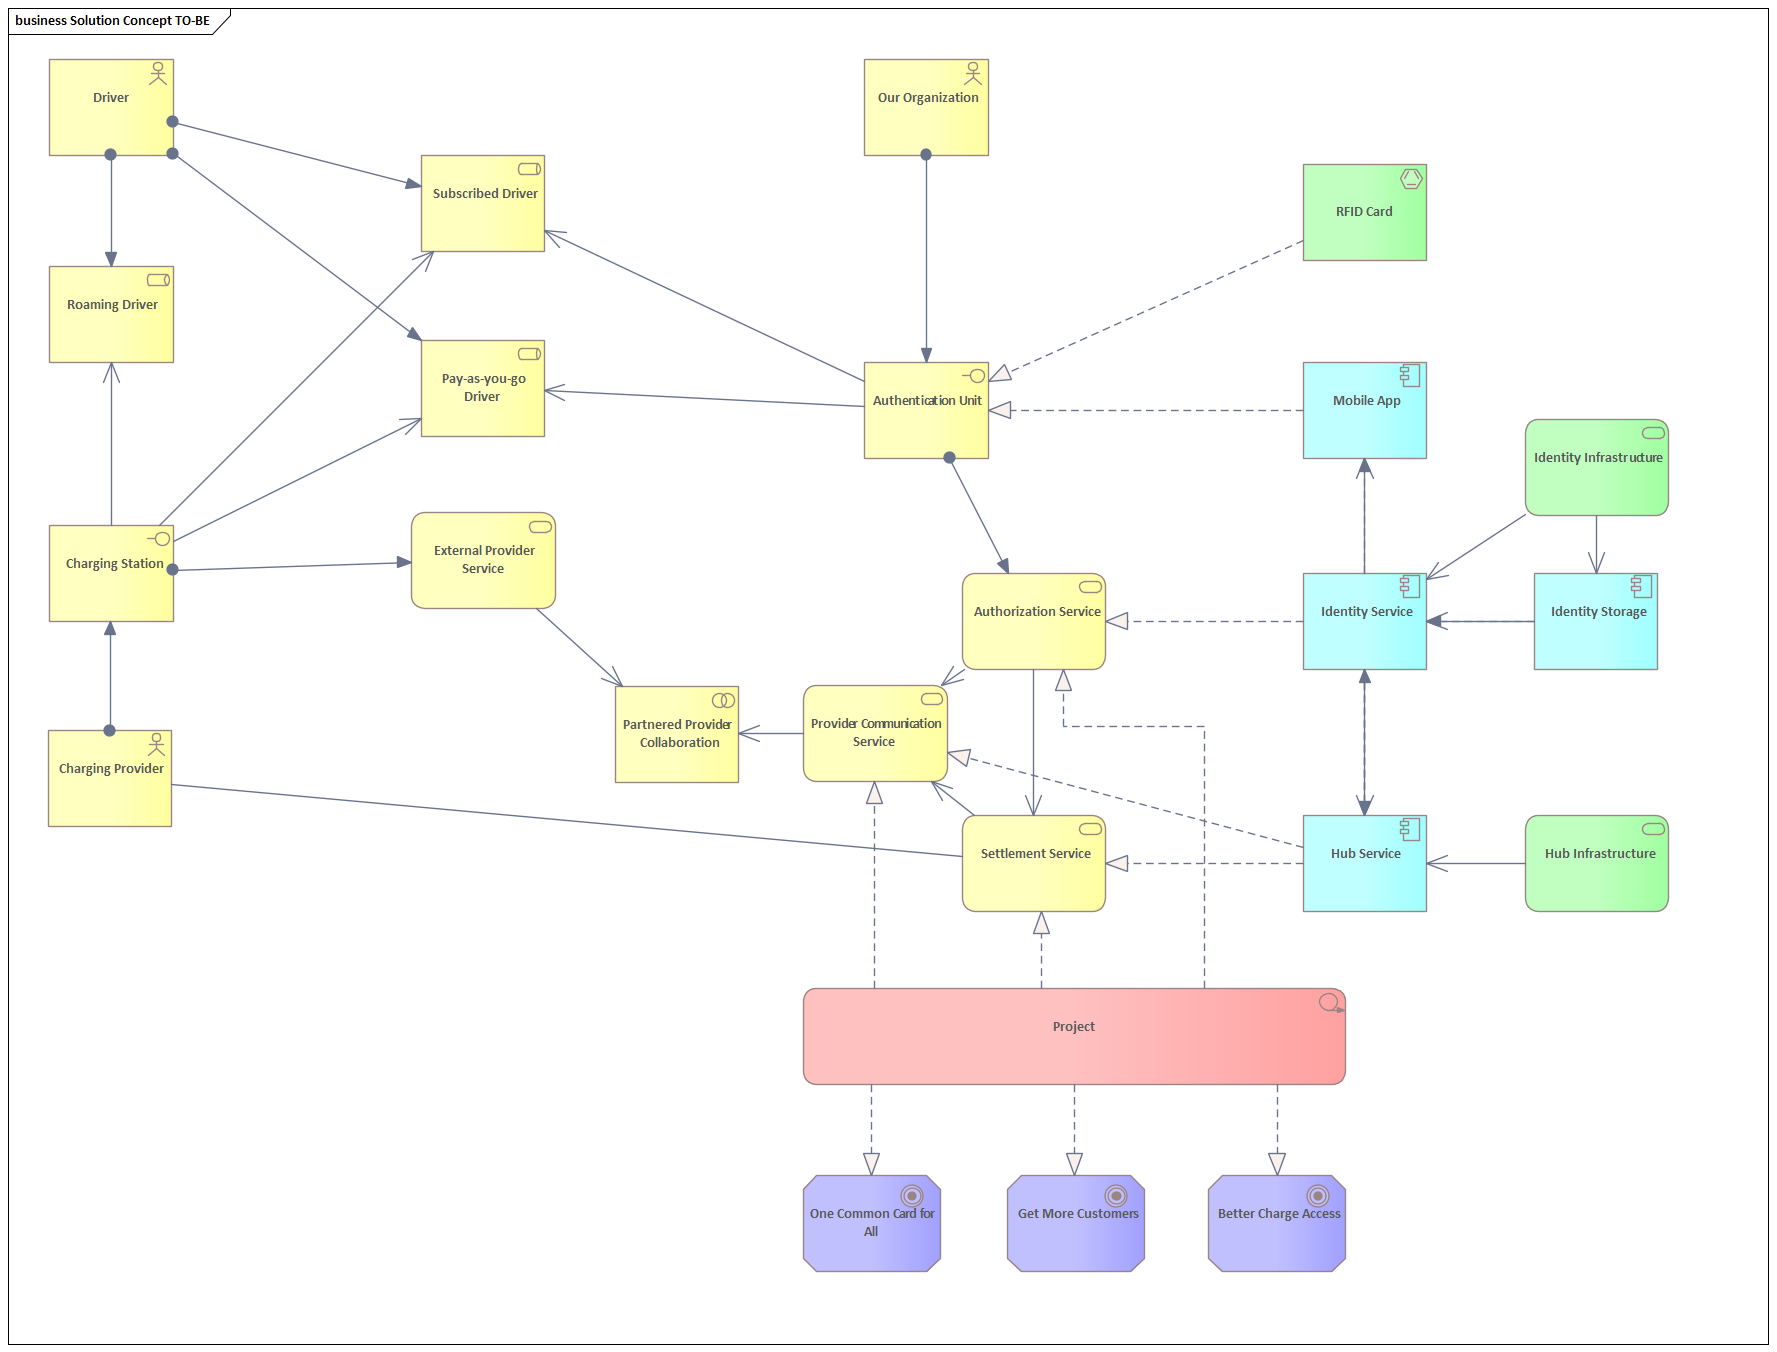 business Solution Concept TO-BE
Driver
Our Organization
Subscribed Driver
RFID Card
Roaming Driver
Pay-as-you-go
Driver
Authentication Unit
Mobile App
Identity Infrastructure
Charging Station
External Provider
Service
Authorization Service
Identity Service
Identity Storage
Partnered Provider
Collaboration
Provider Communication
Service
Charging Provider
Settlement Service
Hub Service
Hub Infrastructure
Project
One Common Card for
All
Get More Customers
Better Charge Access